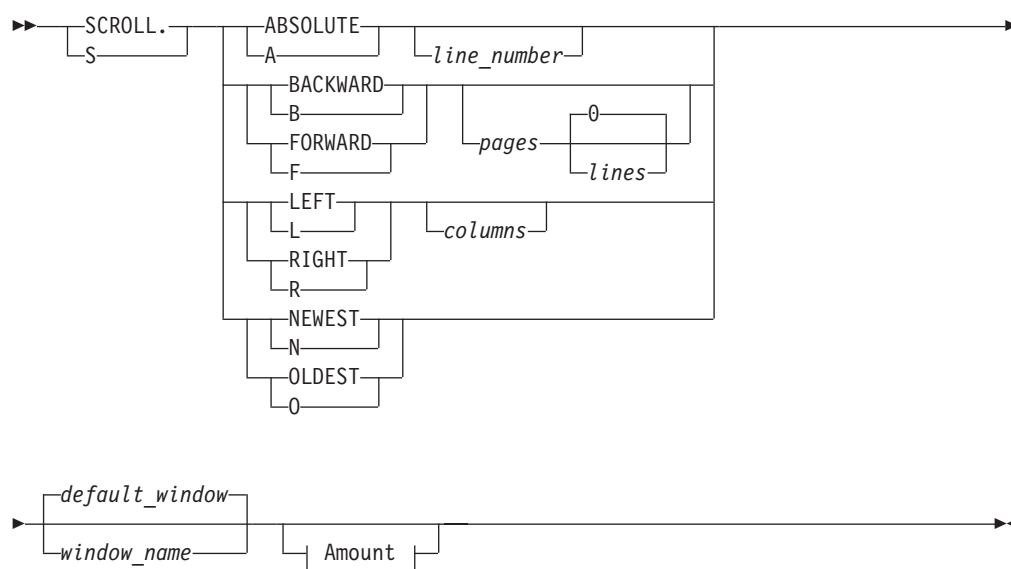 SCROLL. ABSOLUTE
S A line_number
BACKWARD
B 0
FORWARD pages
F lines
LEFT
L columns
RIGHT
R
NEWEST
N
OLDEST
O
default_window
window_name Amount